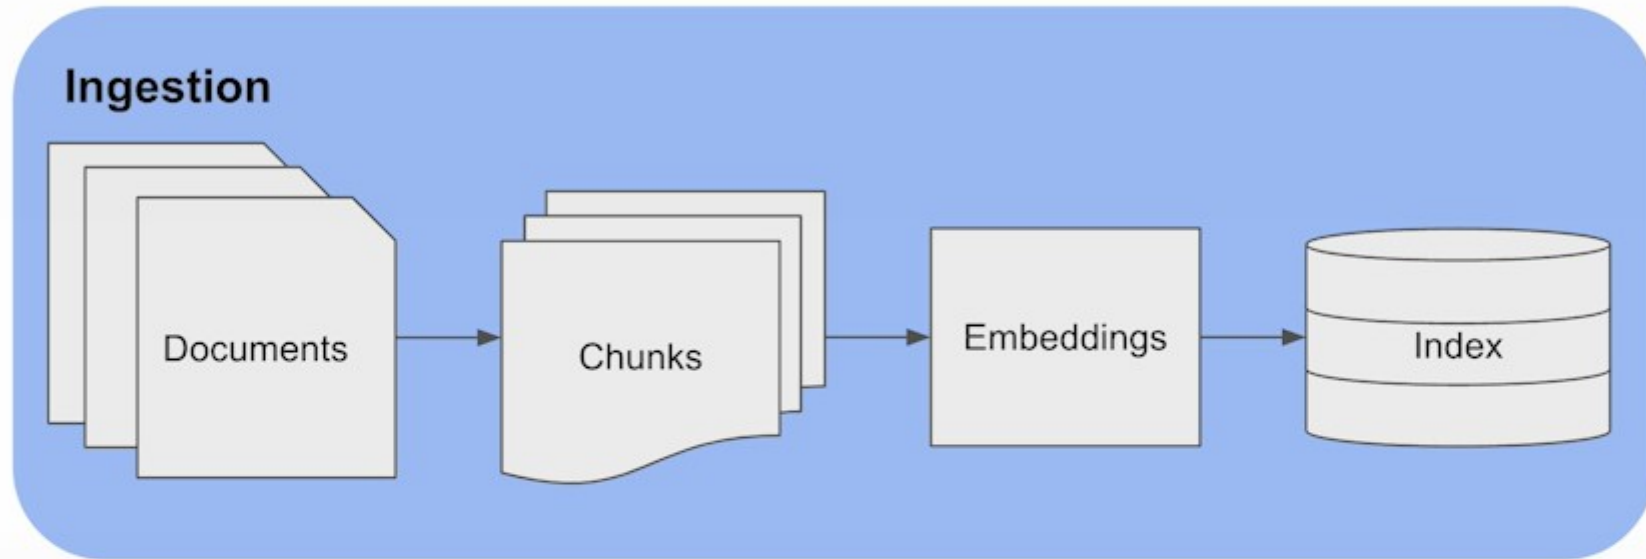 Ingestion
Documents
Chunks
Embeddings
Index